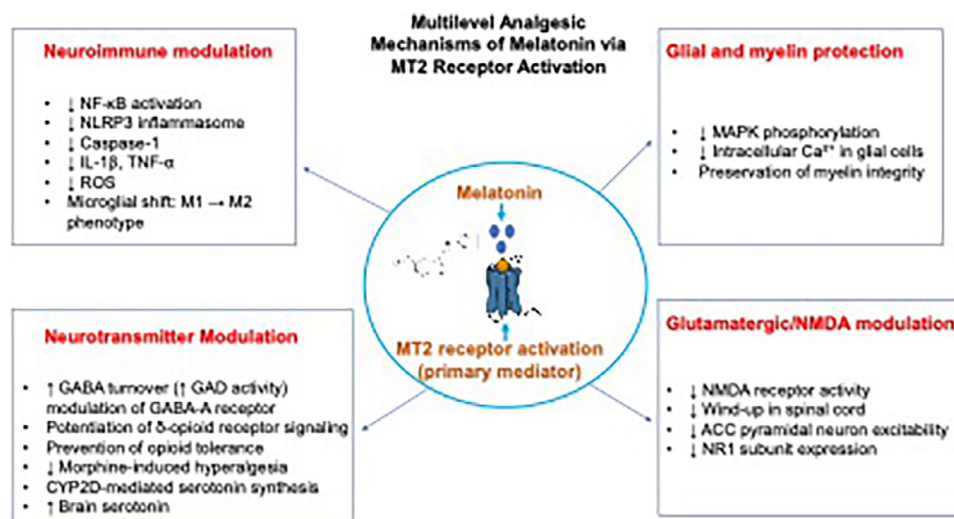 Multilevel Analgesic
Mechanisms of Melatonin via
MT2 Receptor Activation
Neuroimmune modulation
• ↓ NF-κB activation
• ↓ NLRP3 inflammasome
• ↓ Caspase-1
• ↓ IL-1β, TNF-α
• ↓ ROS
• Microglial shift: M1 → M2
phenotype
Glial and myelin protection
• ↓ MAPK phosphorylation
• ↓ Intracellular Ca²⁺ in glial cells
• Preservation of myelin integrity
Melatonin
MT2 receptor activation
(primary mediator)
Neurotransmitter Modulation
• ↑ GABA turnover (↑ GAD activity)
modulation of GABA-A receptor
• Potentiation of δ-opioid receptor signaling
• Prevention of opioid tolerance
• ↓ Morphine-induced hyperalgesia
• CYP2D-mediated serotonin synthesis
• ↑ Brain serotonin
Glutamatergic/NMDA modulation
• ↓ NMDA receptor activity
• ↓ Wind-up in spinal cord
• ↓ ACC pyramidal neuron excitability
• ↓ NR1 subunit expression